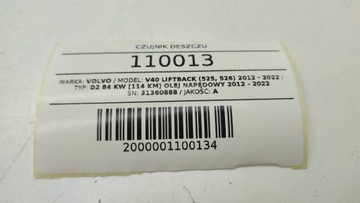 CZUJNIK DESZCZU
110013
MARKA: VOLVO / MODEL: V40 LIFTBACK (525, 526) 2012 - 2022 /
TYP: D2 84 KW [114 KM] OLEJ NAPĘDOWY 2012 - 2022
SN: 31360888 / JAKOŚĆ: A
2000001100134